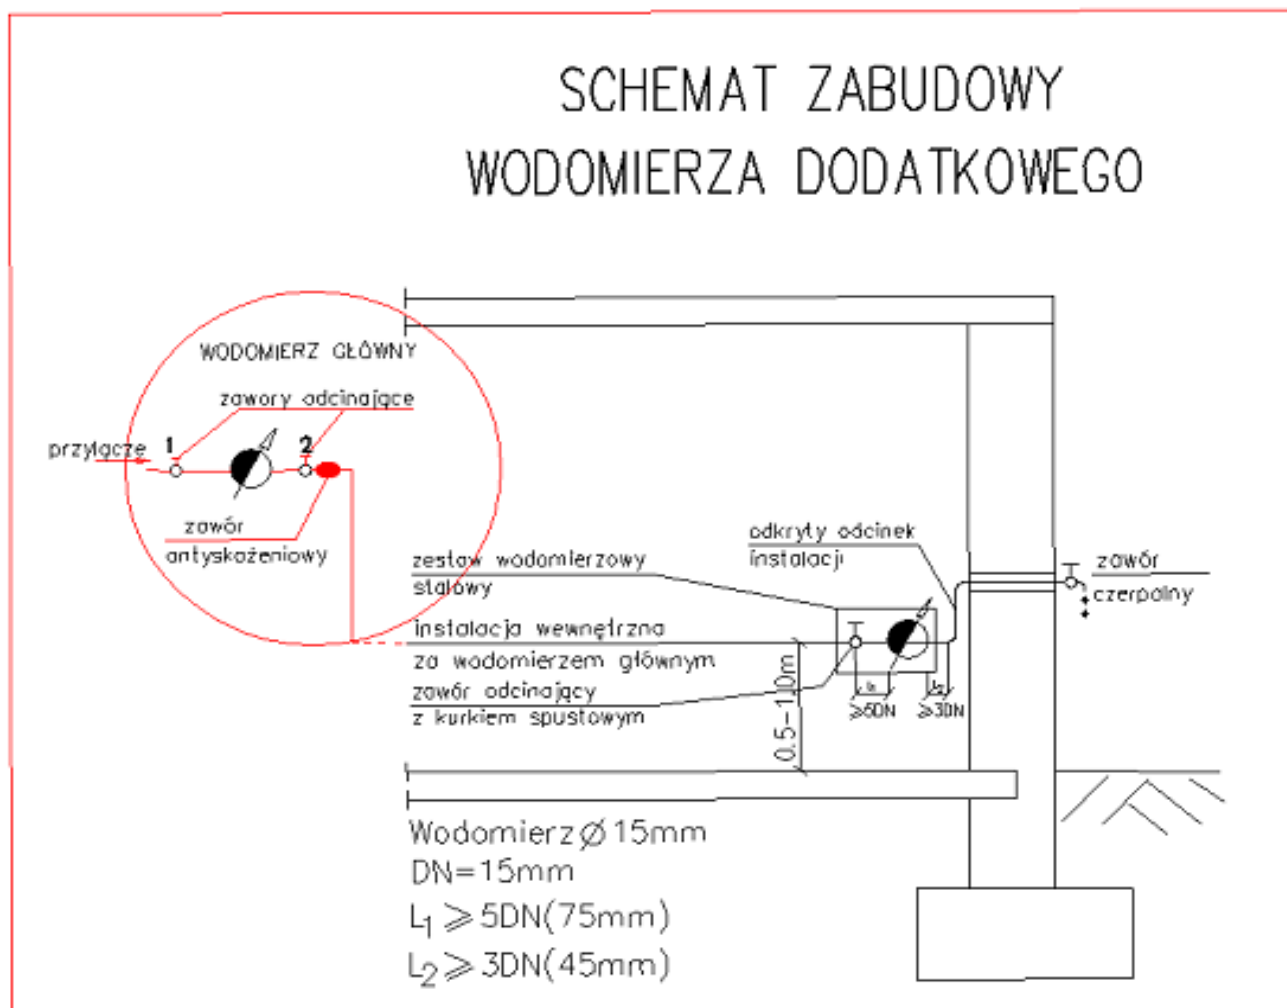 SCHEMAT ZABUDOWY
WODOMIERZA DODATKOWEGO
WODOMIERZ GŁÓWNY
zawory odcinające
przyłącze
1
2
zawór
antyskażeniowy
zestaw wodomierzowy
stalowy
instalacja wewnętrzna
za wodomierzem głównym
zawór odcinający
z kurkiem spustowym
odkryty odcinek
instalacji
zawór
czerpalny
L₁
≥5DN
L₂
≥3DN
0.5-1.0m
Wodomierz Ø 15mm
DN=15mm
L₁ ≥ 5DN(75mm)
L₂ ≥ 3DN(45mm)